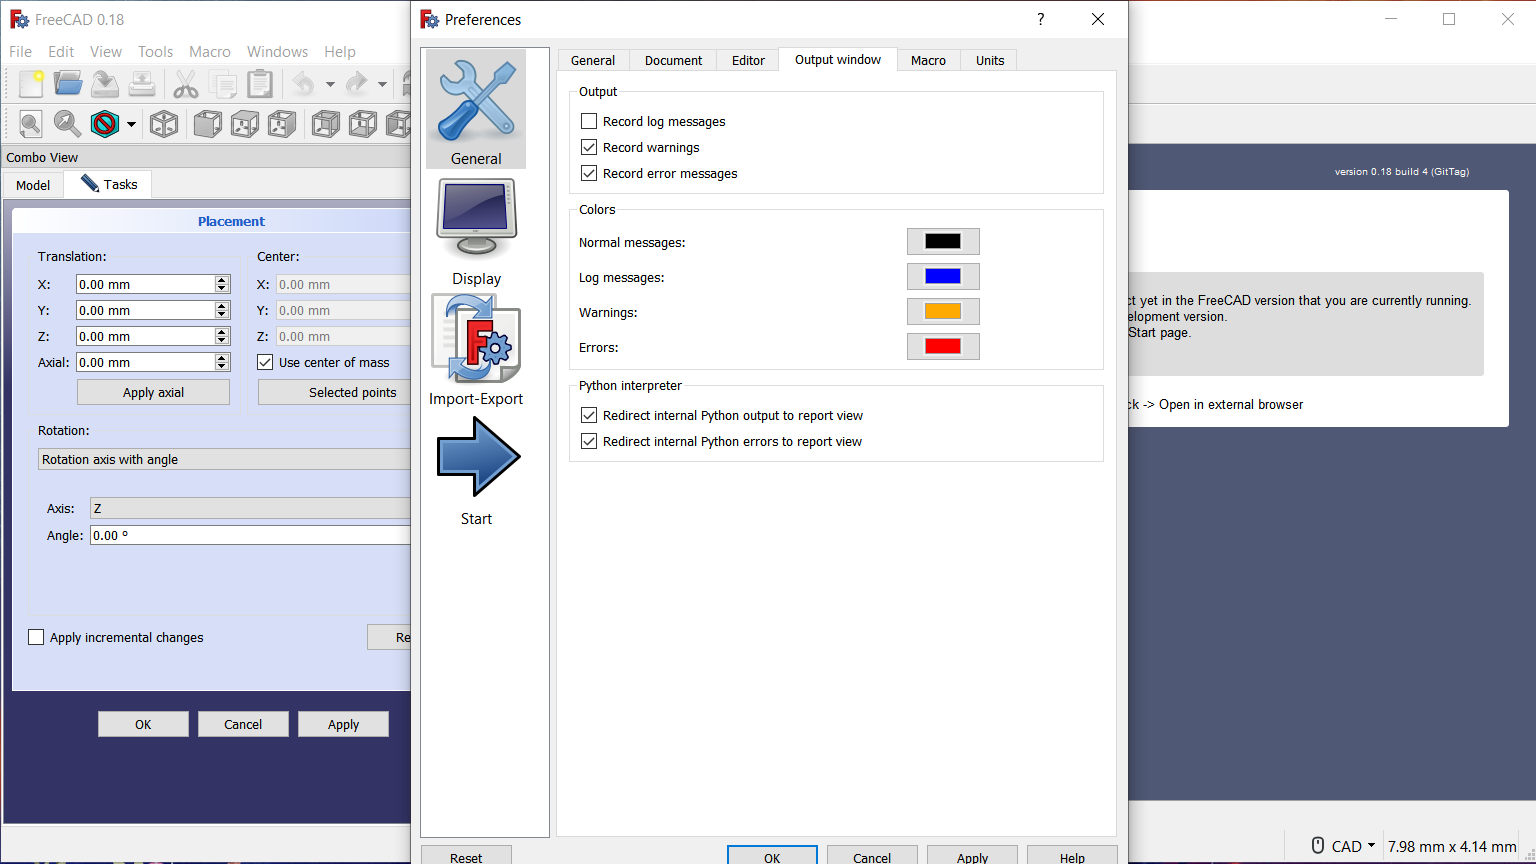 FreeCAD 0.18
File Edit View Tools Macro Windows Help
Combo View
Model Tasks
Placement
Translation:
X: 0.00 mm
Y: 0.00 mm
Z: 0.00 mm
Axial: 0.00 mm
Apply axial
Center:
X: 0.00 mm
Y: 0.00 mm
Z: 0.00 mm
Use center of mass
Selected points
Rotation:
Rotation axis with angle
Axis: Z
Angle: 0.00 °
Apply incremental changes
Re
OK Cancel Apply
Preferences
?
General
Display
Import-Export
Start
General Document Editor Output window Macro Units
Output
Record log messages
Record warnings
Record error messages
Colors
Normal messages:
Log messages:
Warnings:
Errors:
Python interpreter
Redirect internal Python output to report view
Redirect internal Python errors to report view
Reset OK Cancel Apply Help
version 0.18 build 4 (GitTag)
ct yet in the FreeCAD version that you are currently running.
elopment version.
Start page.
ck -> Open in external browser
CAD 7.98 mm x 4.14 mm